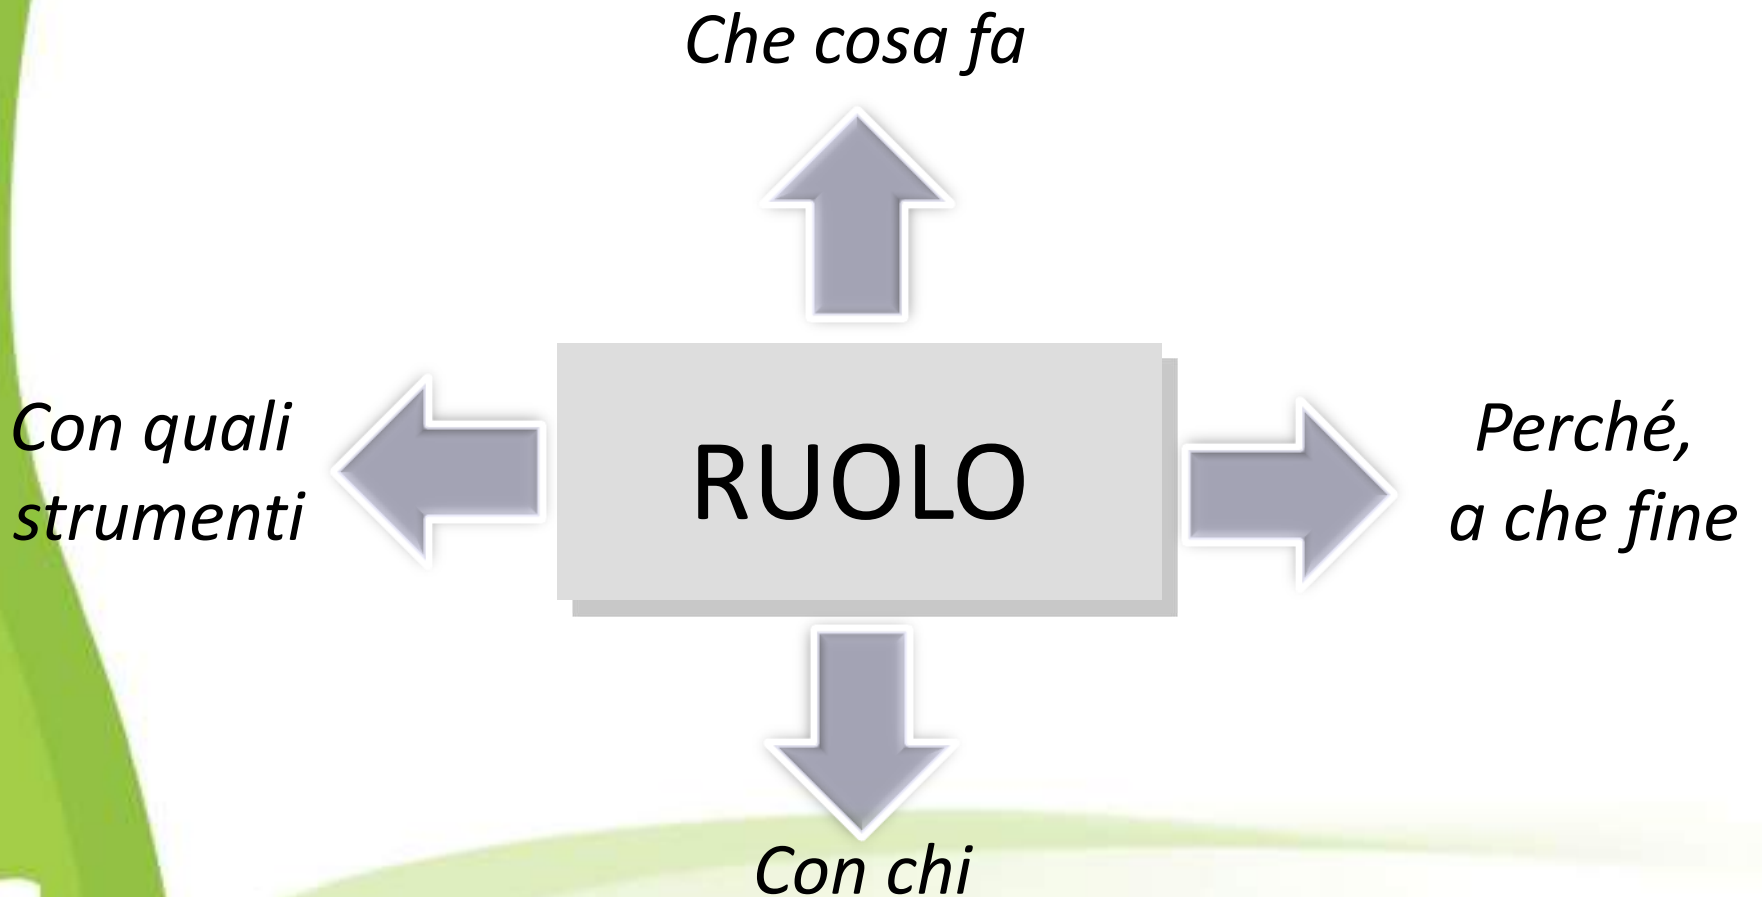 Che cosa fa
Con quali
strumenti
RUOLO
Perché,
a che fine
Con chi